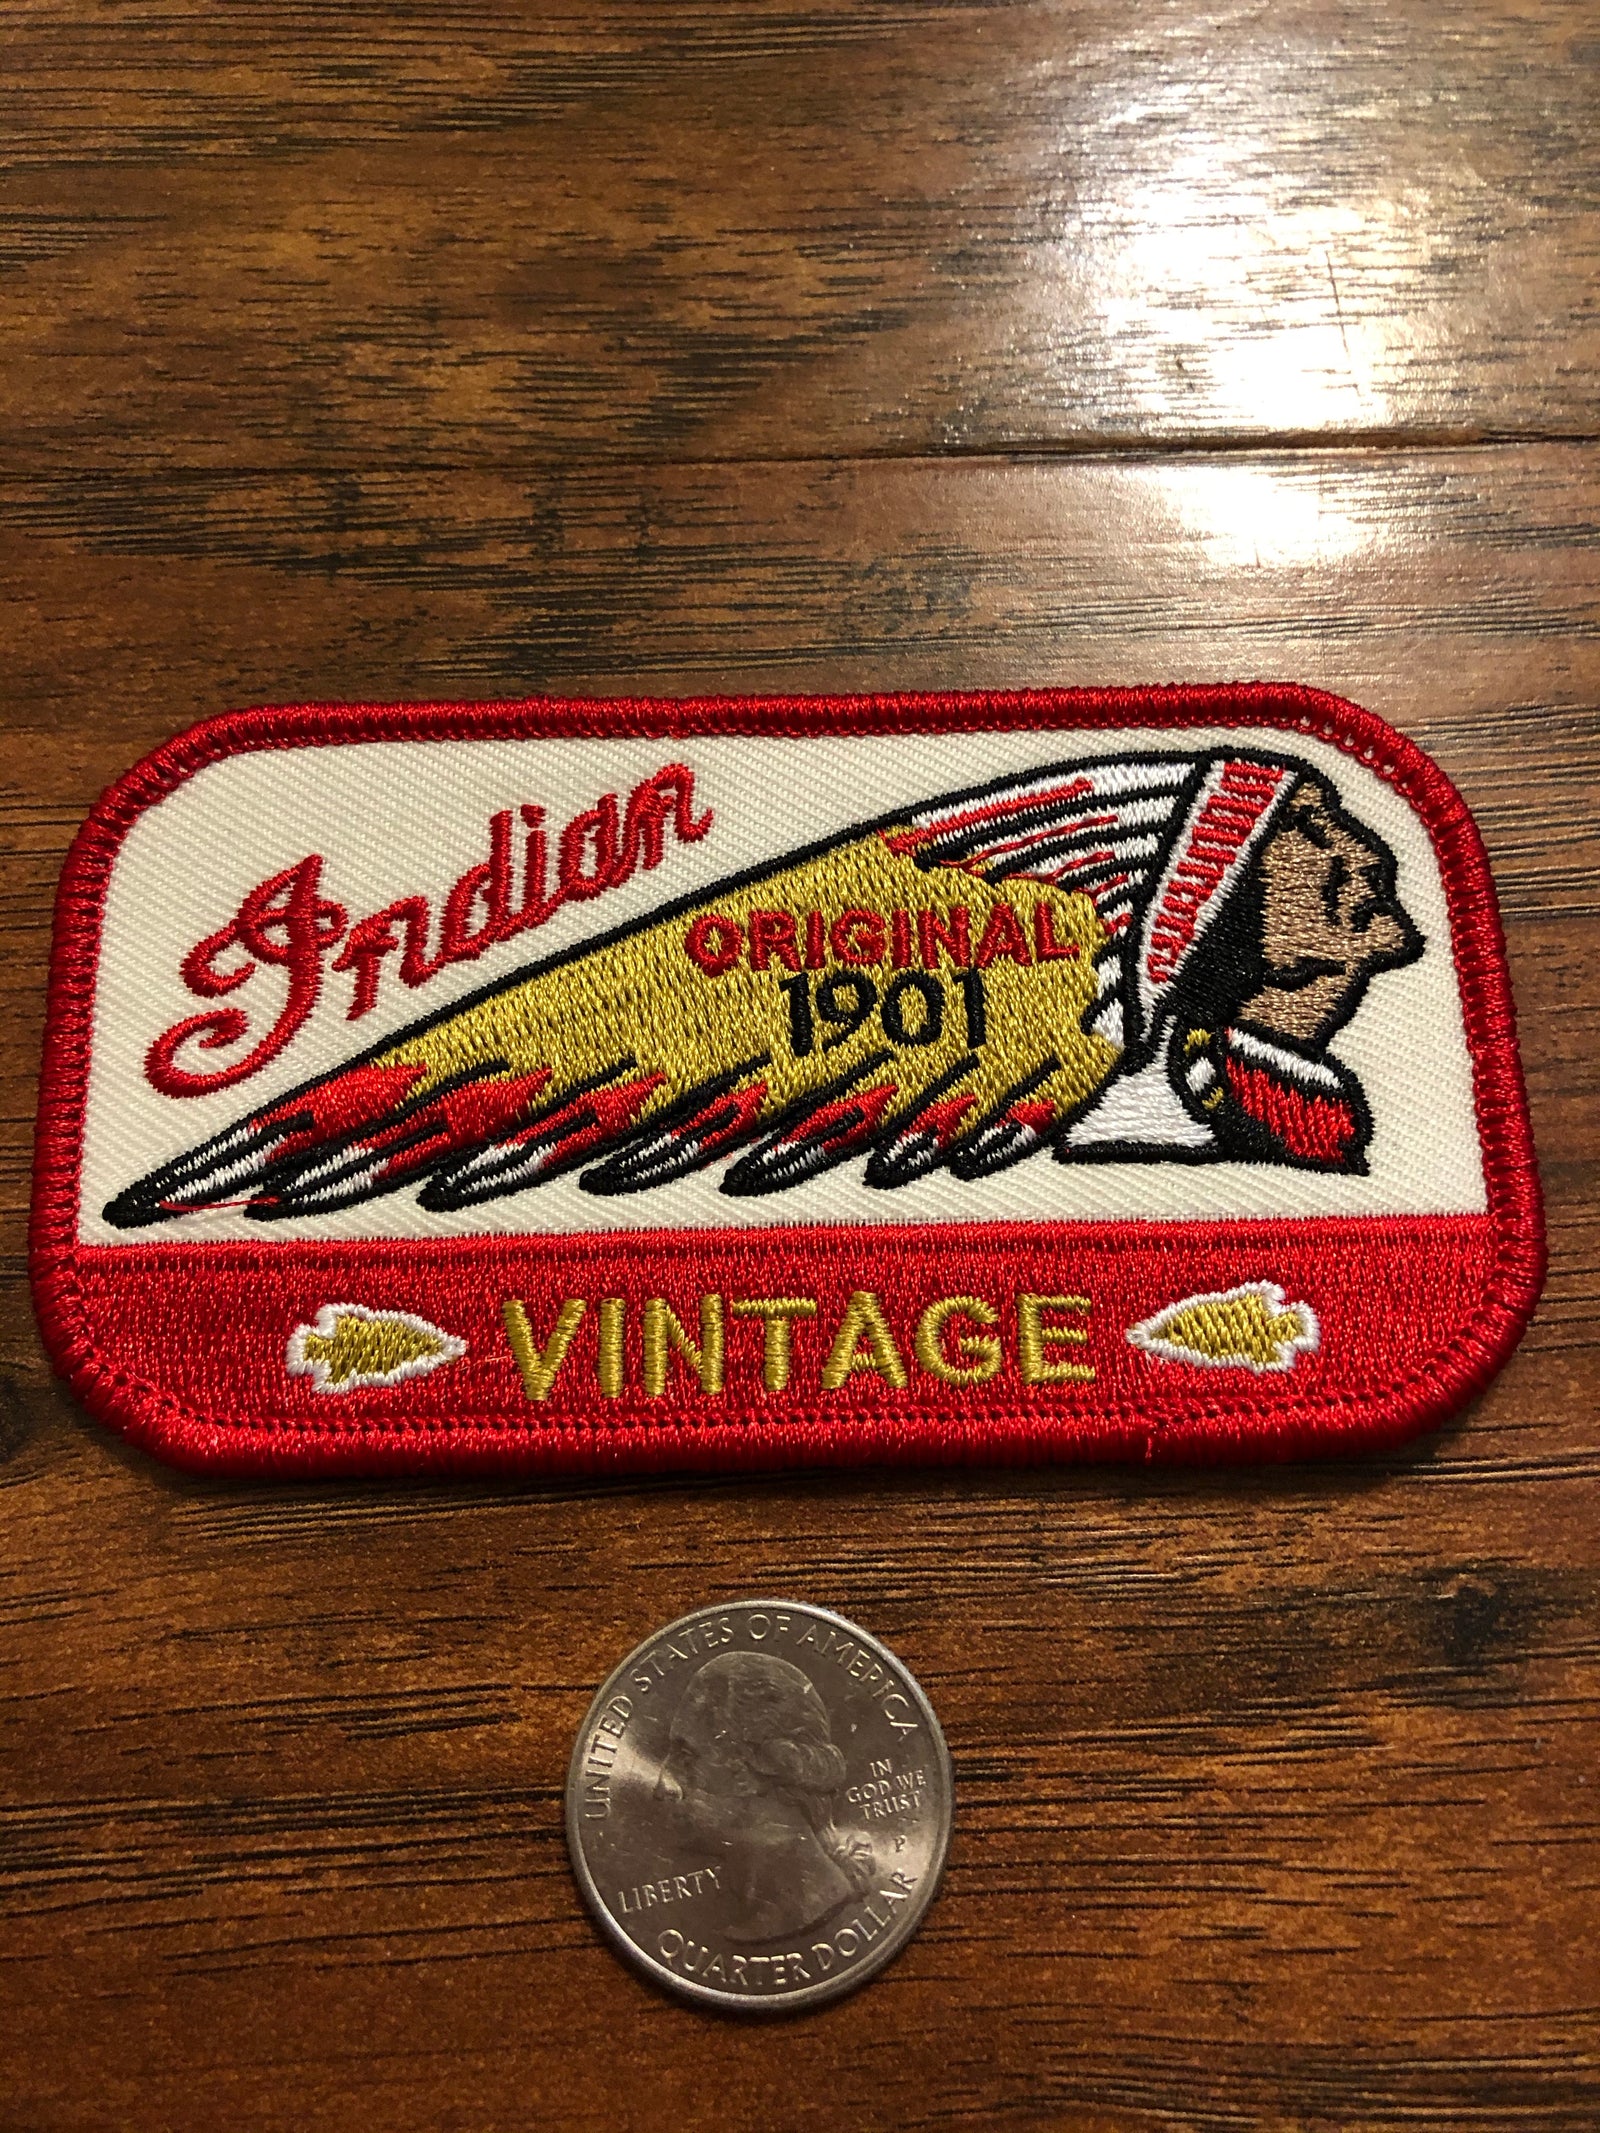 Indian
ORIGINAL
1901
VINTAGE
UNITED STATES OF AMERICA
IN
GOD WE
TRUST
P
LIBERTY
QUARTER DOLLAR